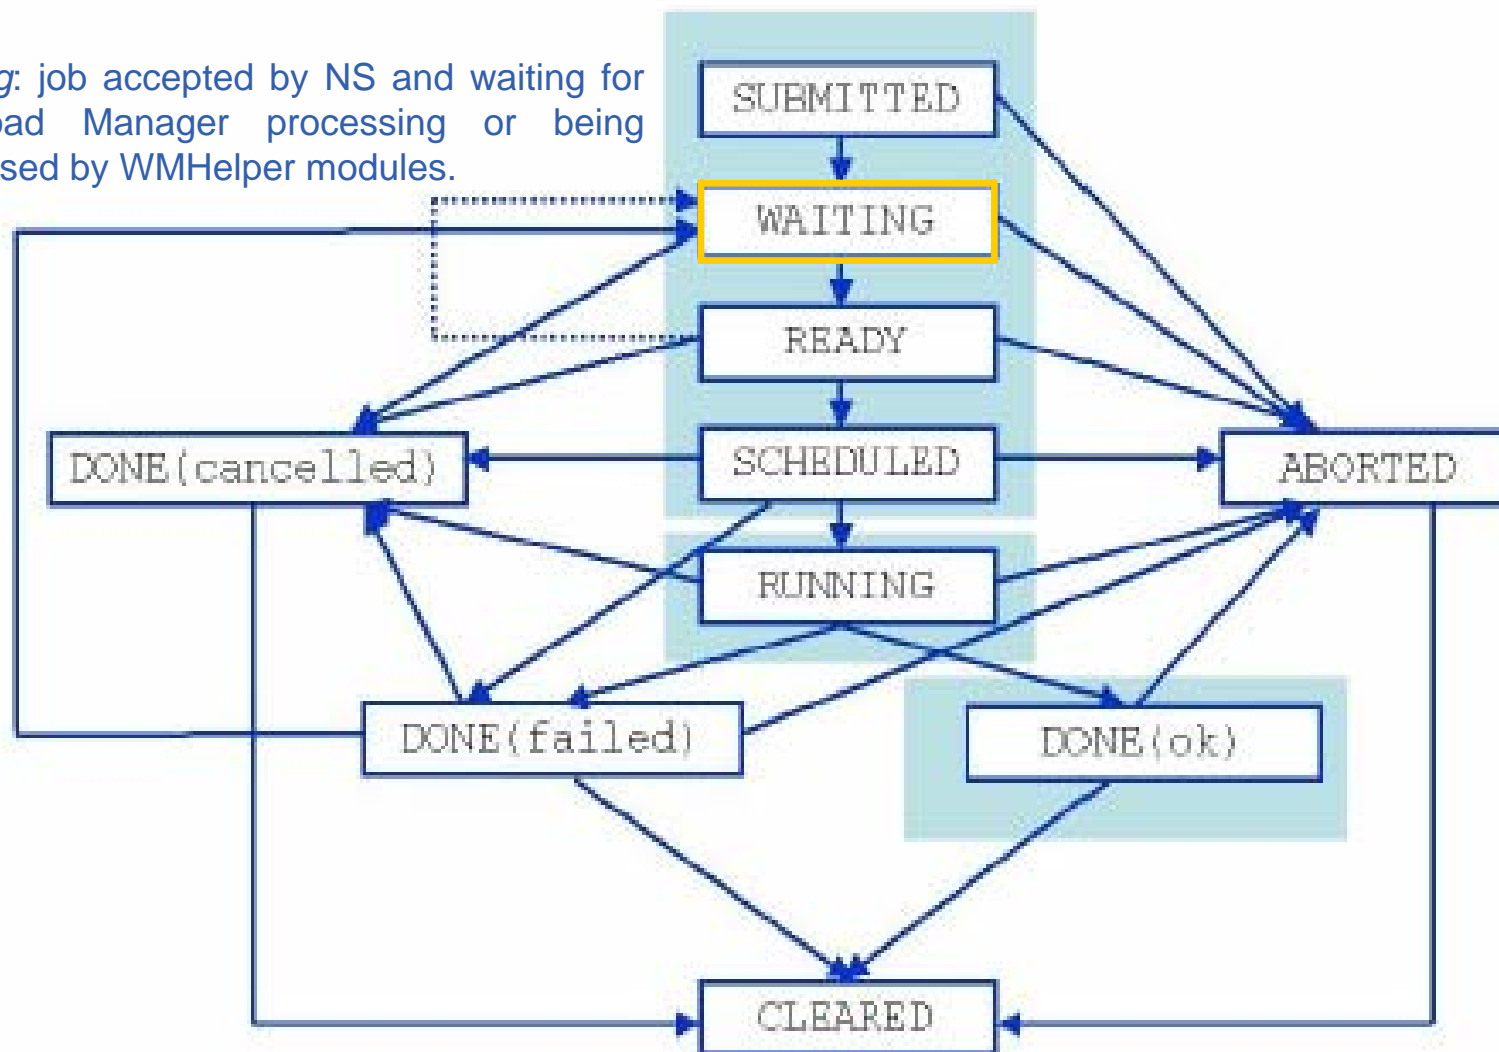 g: job accepted by NS and waiting for
oad Manager processing or being
sed by WMHelper modules.
SUBMITTED
WAITING
READY
DONE(cancelled)
SCHEDULED
ABORTED
RUNNING
DONE(failed)
DONE(ok)
CLEARED